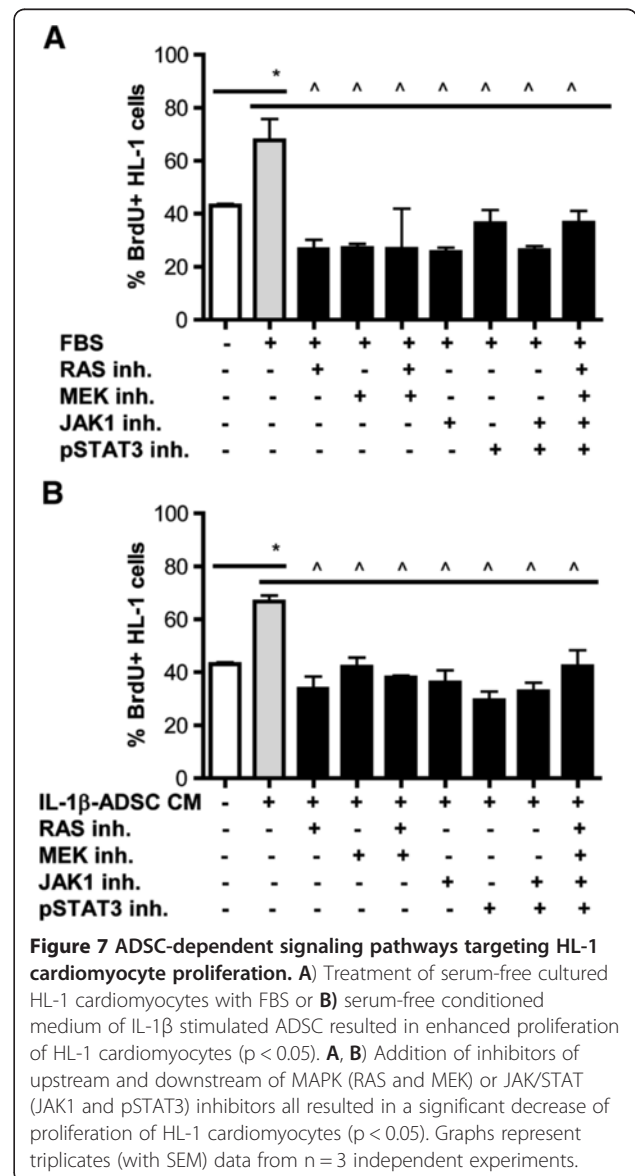 A
100
80
60
40
20
0
% BrdU+ HL-1 cells
* ^ ^ ^ ^ ^ ^ ^
FBS - + + + + + + + +
RAS inh. - - + - + - - - +
MEK inh. - - - + + - - - +
JAK1 inh. - - - - - + - + +
pSTAT3 inh. - - - - - - + + +
B
100
80
60
40
20
0
% BrdU+ HL-1 cells
* ^ ^ ^ ^ ^ ^ ^
IL-1β-ADSC CM - + + + + + + + +
RAS inh. - - + - + - - - +
MEK inh. - - - + + - - - +
JAK1 inh. - - - - - + - + +
pSTAT3 inh. - - - - - - + + +
Figure 7 ADSC-dependent signaling pathways targeting HL-1
cardiomyocyte proliferation. A) Treatment of serum-free cultured
HL-1 cardiomyocytes with FBS or B) serum-free conditioned
medium of IL-1β stimulated ADSC resulted in enhanced proliferation
of HL-1 cardiomyocytes (p < 0.05). A, B) Addition of inhibitors of
upstream and downstream of MAPK (RAS and MEK) or JAK/STAT
(JAK1 and pSTAT3) inhibitors all resulted in a significant decrease of
proliferation of HL-1 cardiomyocytes (p < 0.05). Graphs represent
triplicates (with SEM) data from n = 3 independent experiments.